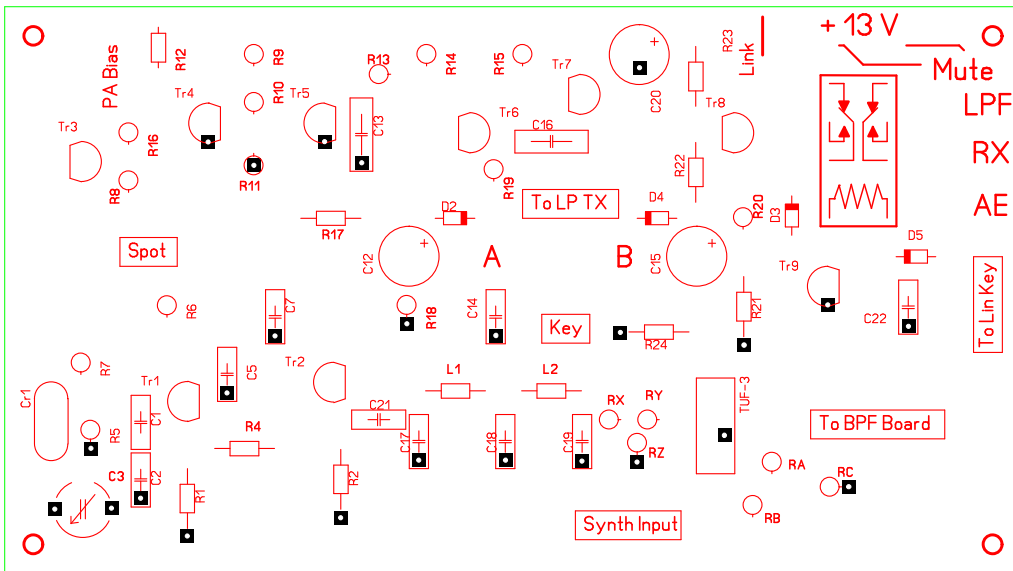 + 13 V
Mute
LPF
RX
AE
Link
R23
PA Bias
R12
R9
R10
R13
R14
R15
Tr7
C20
Tr3
Tr4
Tr5
C13
Tr6
C16
Tr8
R16
R8
R11
R19
R22
To LP TX
R17
D2
D4
R20
D3
D5
Spot
C12
A
B
C15
Tr9
To Lin Key
R6
C7
R18
C14
Key
R24
R21
C22
R7
Cr1
Tr1
C5
Tr2
L1
L2
TUF-3
R5
C1
R4
C21
C17
C18
C19
RX
RY
RZ
To BPF Board
C3
C2
R1
R2
RA
RC
RB
Synth Input